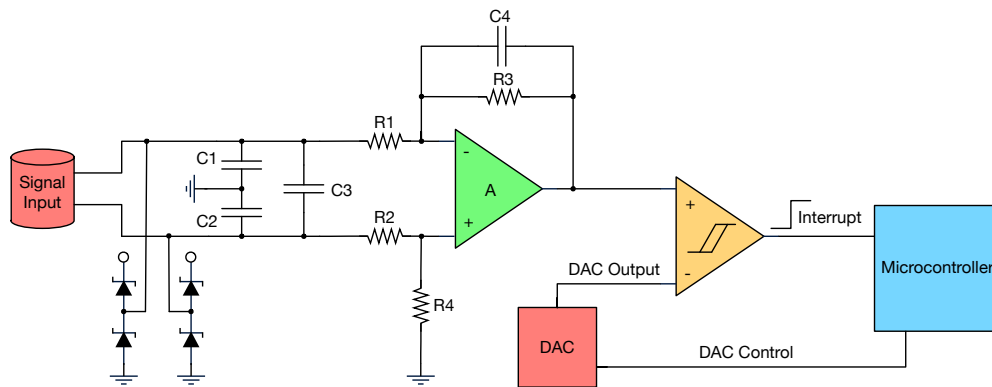 C4
R3
R1
Signal
Input
C1
C2
C3
-
A
+
R2
R4
+
-
Interrupt
Microcontroller
DAC Output
DAC
DAC Control